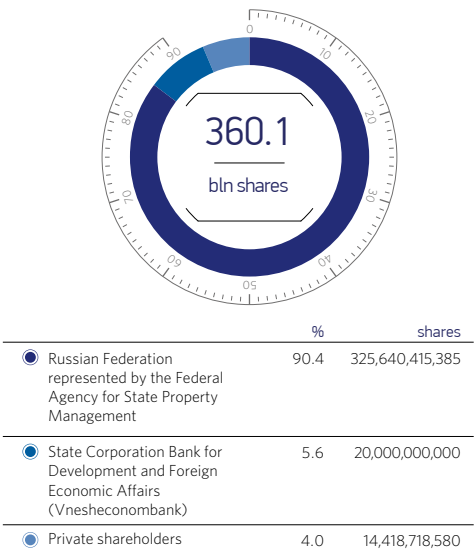 0
10
20
30
40
50
60
70
80
90
360.1
bln shares
% shares
Russian Federation 90.4 325,640,415,385
represented by the Federal
Agency for State Property
Management
State Corporation Bank for 5.6 20,000,000,000
Development and Foreign
Economic Affairs
(Vnesheconombank)
Private shareholders 4.0 14,418,718,580